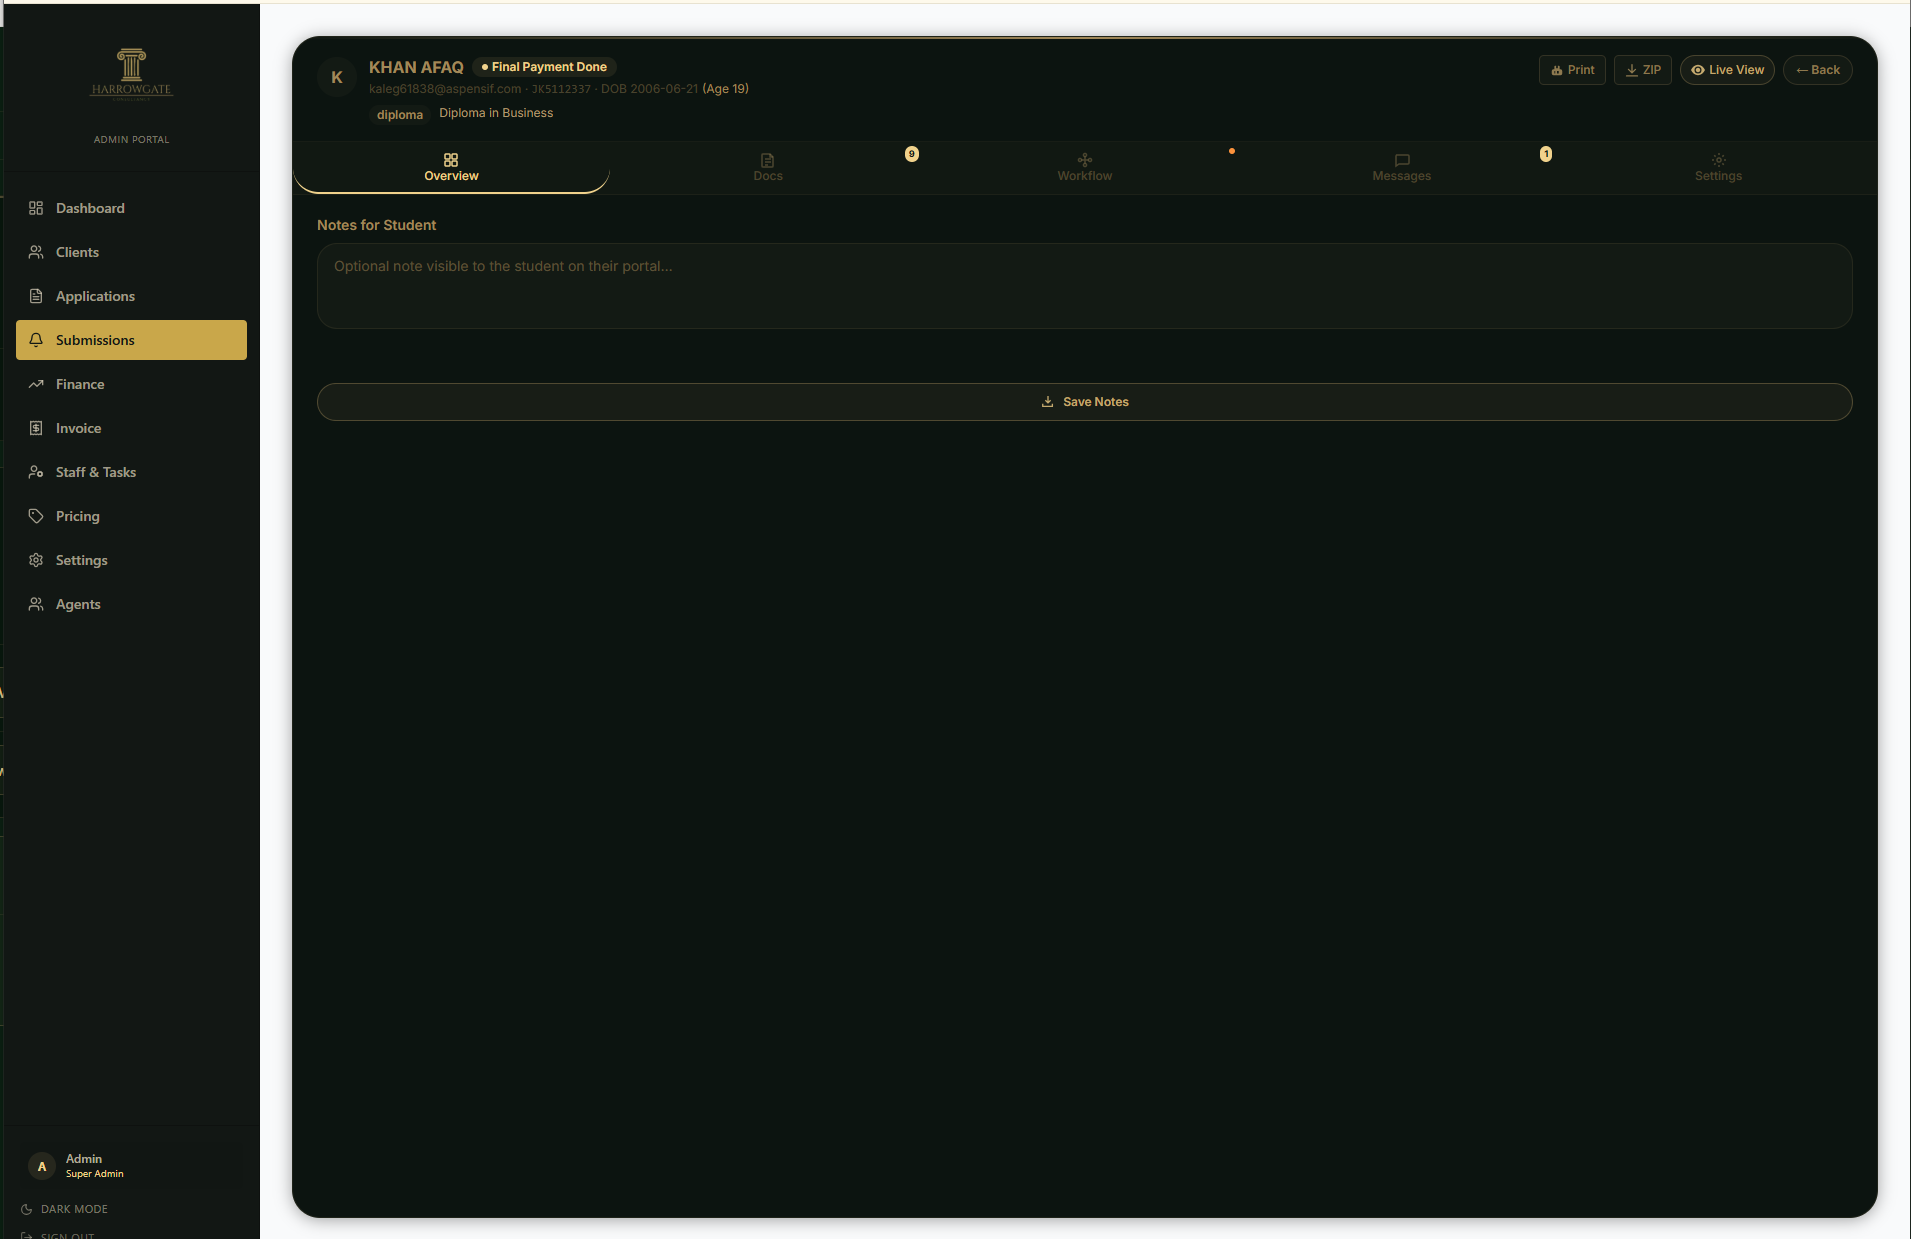 HARROWGATE
ADMIN PORTAL
Dashboard
Clients
Applications
Submissions
Finance
Invoice
Staff & Tasks
Pricing
Settings
Agents
A
Admin
Super Admin
DARK MODE
SIGN OUT
K
KHAN AFAQ
Final Payment Done
kaleg61838@aspensif.com · JK5112337 · DOB 2006-06-21 (Age 19)
diploma
Diploma in Business
Print
ZIP
Live View
← Back
Overview
Docs
9
Workflow
Messages
1
Settings
Notes for Student
Optional note visible to the student on their portal...
Save Notes